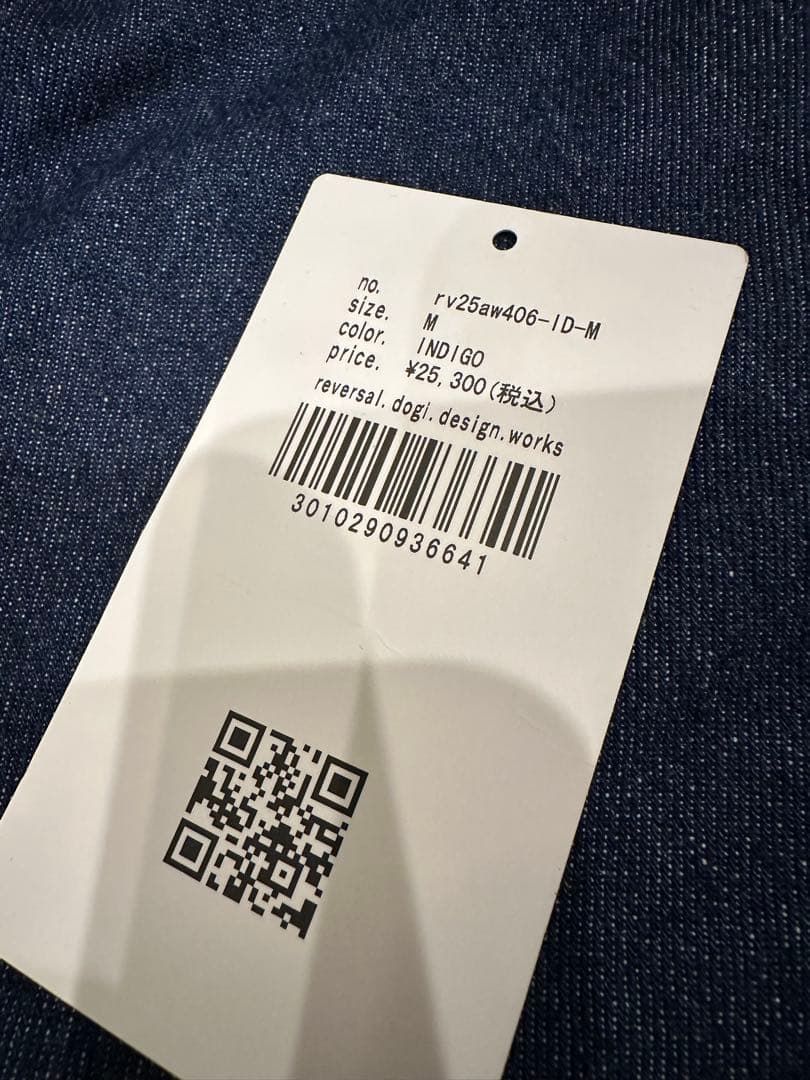 no. rv25aw406-ID-M
size. M
color. INDIGO
price. ¥25,300(税込)
reversal.dogi.design.works
3010290936641